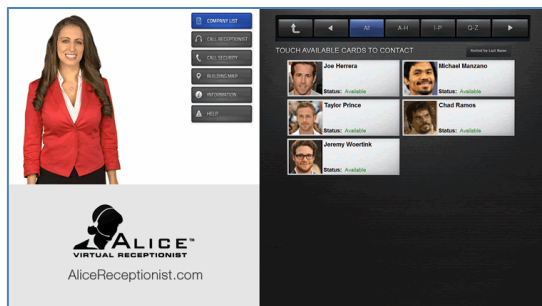 COMPANY LIST
CALL RECEPTIONIST
CALL SECURITY
BUILDING MAP
INFORMATION
HELP
ALICE™
VIRTUAL RECEPTIONIST
AliceReceptionist.com
All
A-H
I-P
Q-Z
TOUCH AVAILABLE CARDS TO CONTACT
Sorted by Last Name
Joe Herrera
Status: Available
Michael Manzano
Status: Available
Taylor Prince
Status: Available
Chad Ramos
Status: Available
Jeremy Woertink
Status: Available